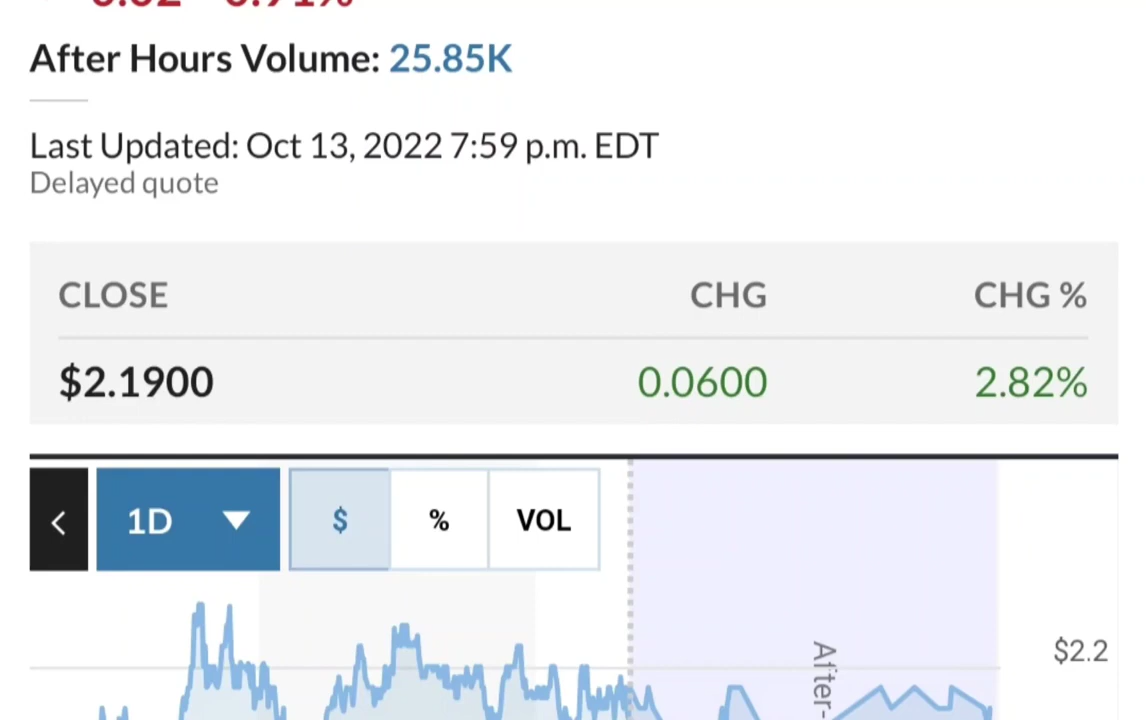 After Hours Volume: 25.85K
Last Updated: Oct 13, 2022 7:59 p.m. EDT
Delayed quote
CLOSE CHG CHG %
$2.1900 0.0600 2.82%
1D $ % VOL
$2.2
After-